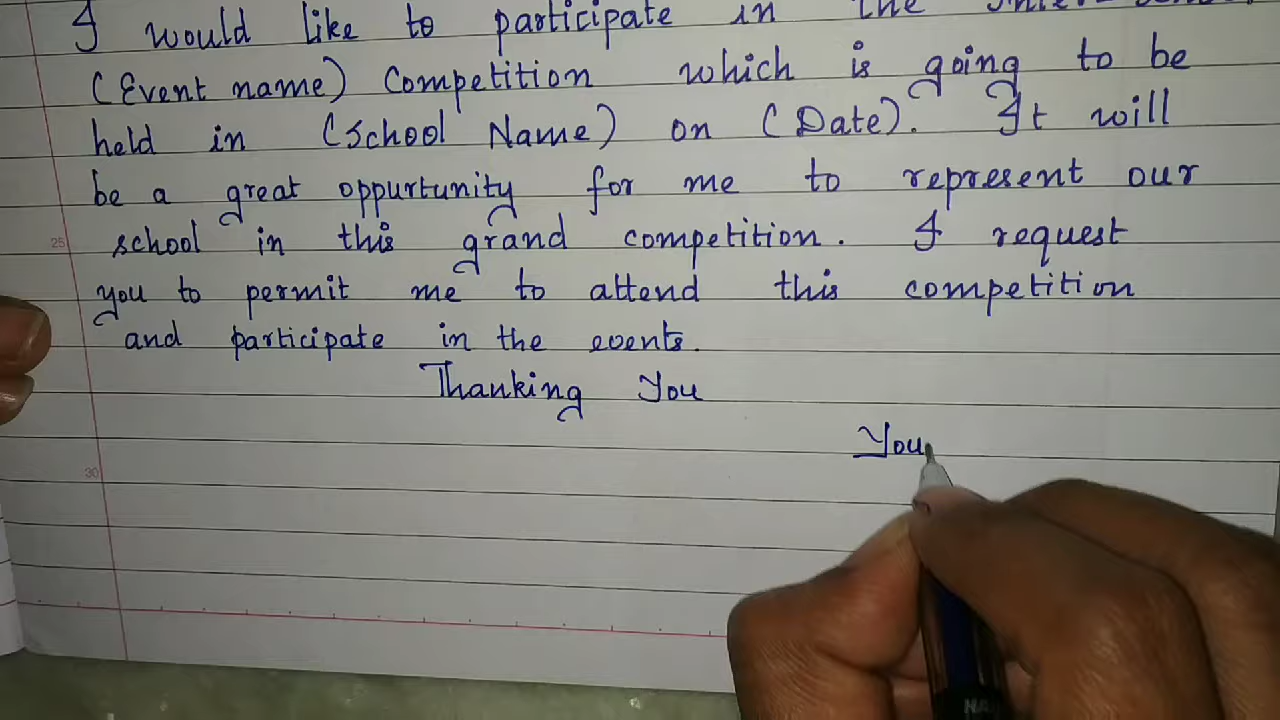 I would like to participate in the
(Event name) Competition which is going to be
held in (School Name) on (Date). It will
be a great oppurtunity for me to represent our
school in this grand competition. I request
you to permit me to attend this competition
and participate in the events.
Thanking You
You
25
30